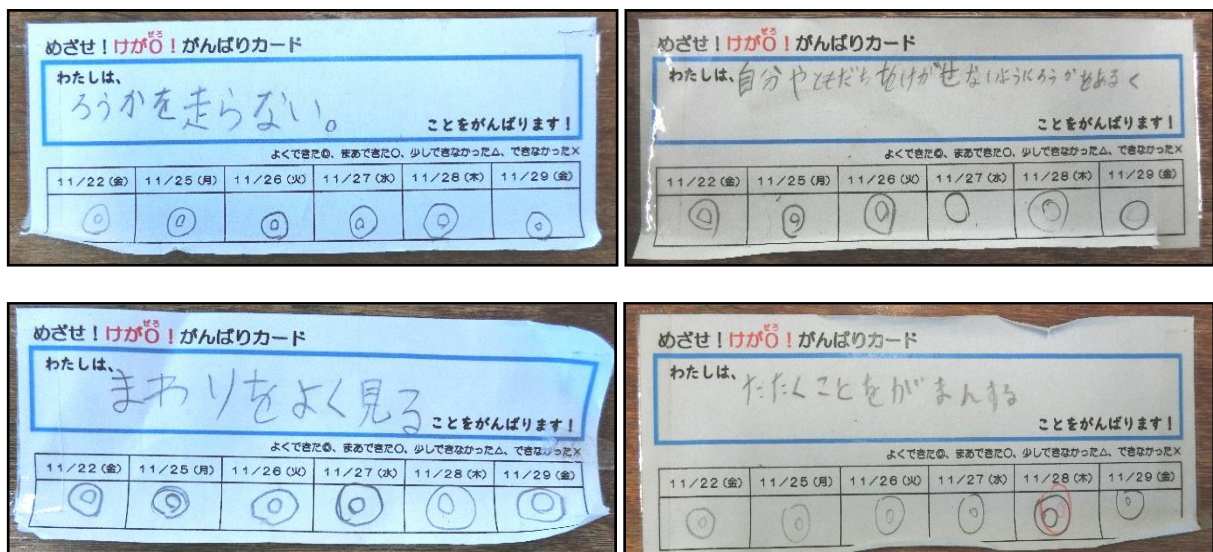 めざせ！けが0！がんばりカード
ぜろ
わたしは、
ろうかを走らない。
ことをがんばります！
よくできた◎、まあできた○、少しできなかった△、できなかった×
11/22（金） 11/25（月） 11/26（火） 11/27（水） 11/28（木） 11/29（金）
◎ ◎ ◎ ◎ ◎ ◎
めざせ！けが0！がんばりカード
ぜろ
わたしは、
自分やともだちをけがせないようにろうかをあるく
ことをがんばります！
よくできた◎、まあできた○、少しできなかった△、できなかった×
11/22（金） 11/25（月） 11/26（火） 11/27（水） 11/28（木） 11/29（金）
◎ ◎ ◎ ○ ◎ ○
めざせ！けが0！がんばりカード
ぜろ
わたしは、
まわりをよく見る
ことをがんばります！
よくできた◎、まあできた○、少しできなかった△、できなかった×
11/22（金） 11/25（月） 11/26（火） 11/27（水） 11/28（木） 11/29（金）
◎ ◎ ◎ ◎ ◎ ◎
めざせ！けが0！がんばりカード
ぜろ
わたしは、
たたくことをがまんする
ことをがんばります！
よくできた◎、まあできた○、少しできなかった△、できなかった×
11/22（金） 11/25（月） 11/26（火） 11/27（水） 11/28（木） 11/29（金）
◎ ◎ ◎ ◎ ◎ ◎